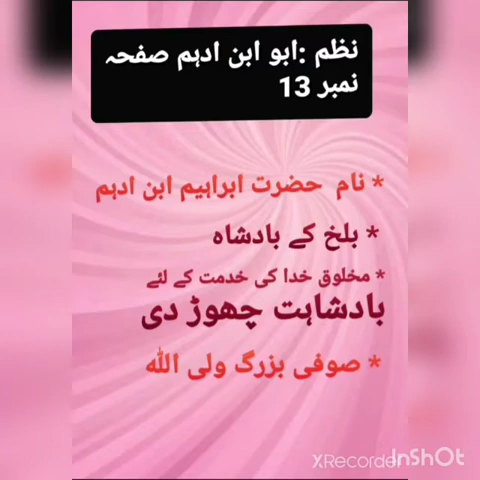 نظم :ابو ابن ادہم صفحہ
نمبر 13
* نام حضرت ابراہیم ابن ادہم
* بلخ کے بادشاہ
* مخلوق خدا کی خدمت کے لئے
بادشاہت چھوڑ دی
* صوفی بزرگ ولی اللہ
XRecorder
InShOt